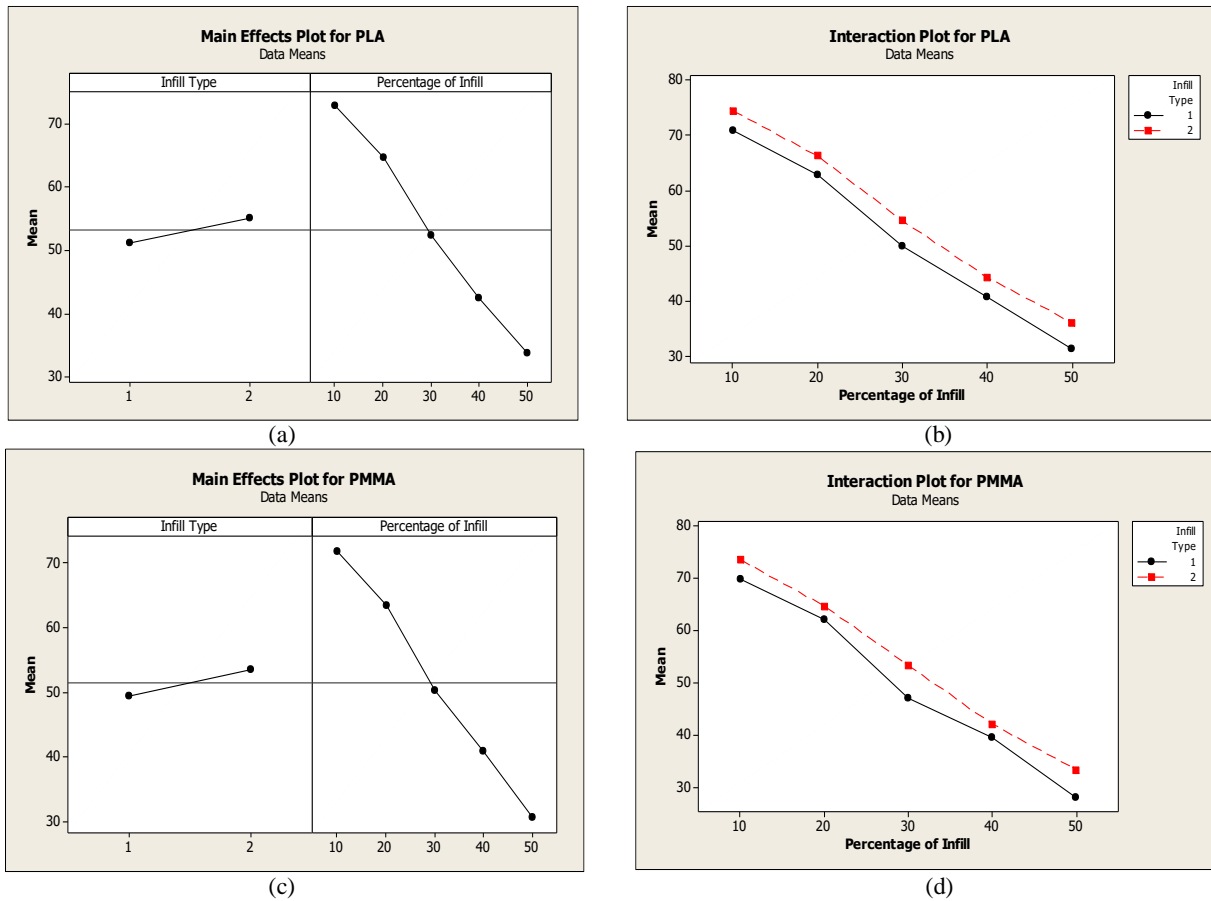 Main Effects Plot for PLA
Data Means
Infill Type
Percentage of Infill
Mean
70
60
50
40
30
1 2
10 20 30 40 50
(a)
Interaction Plot for PLA
Data Means
Infill
Type
1
2
Mean
80
70
60
50
40
30
10 20 30 40 50
Percentage of Infill
(b)
Main Effects Plot for PMMA
Data Means
Infill Type
Percentage of Infill
Mean
70
60
50
40
30
1 2
10 20 30 40 50
(c)
Interaction Plot for PMMA
Data Means
Infill
Type
1
2
Mean
80
70
60
50
40
30
10 20 30 40 50
Percentage of Infill
(d)